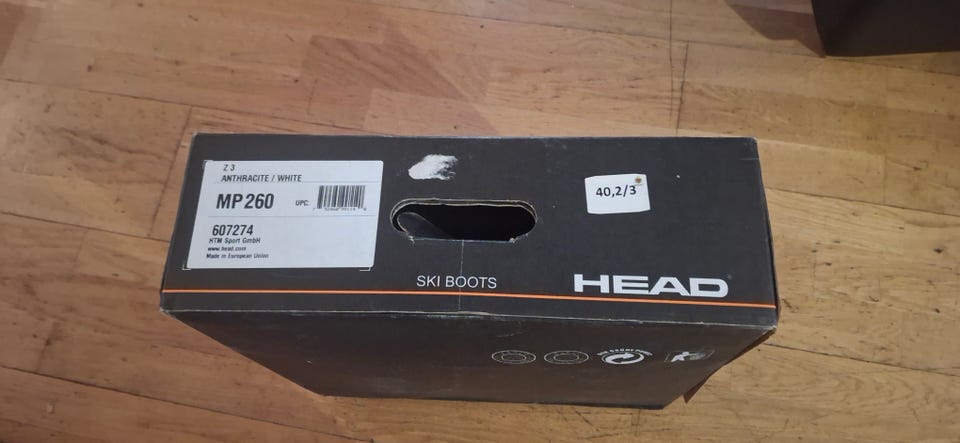 Z 3
ANTHRACITE / WHITE
MP 260
UPC:
607274
HTM Sport GmbH
www.head.com
Made in European Union
40,2/3
SKI BOOTS
HEAD